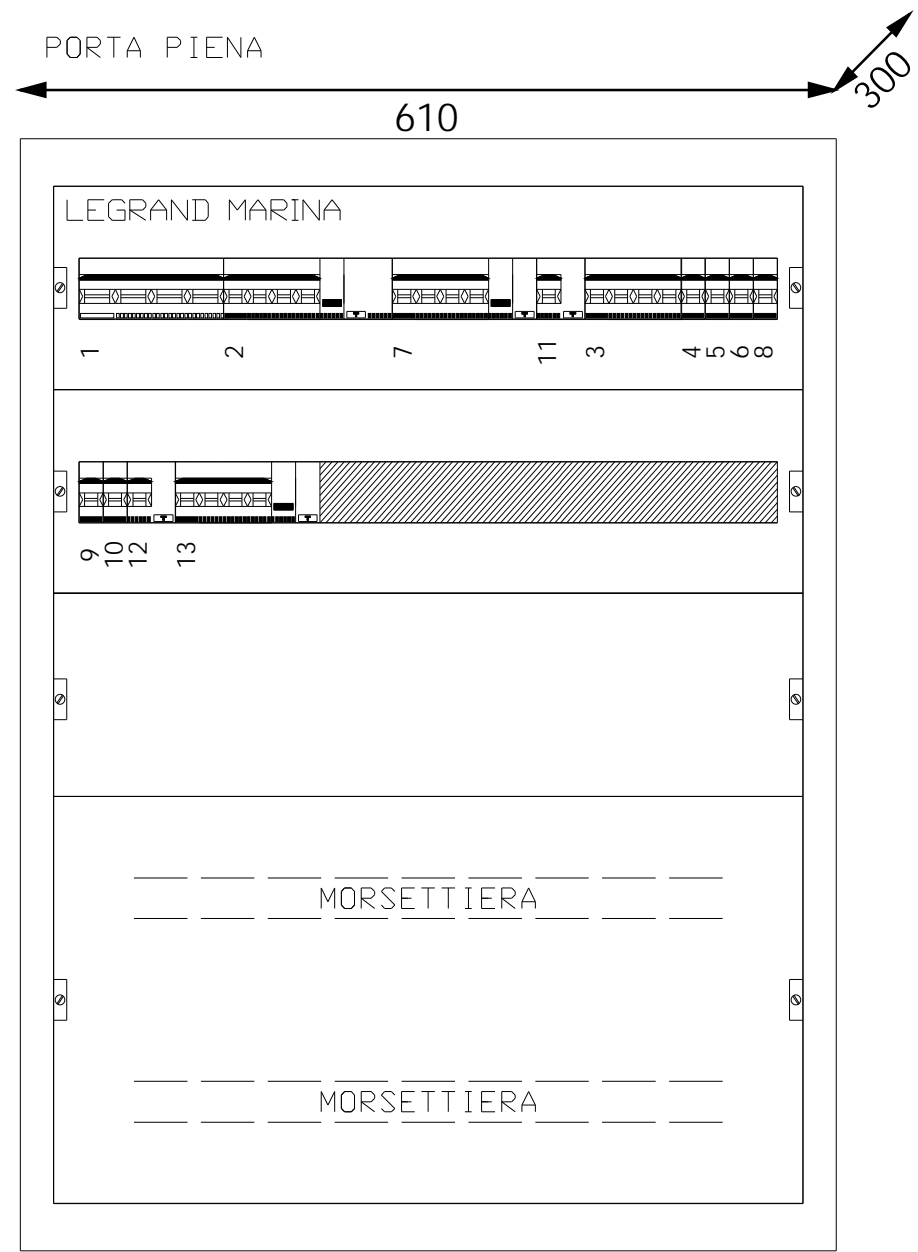 PORTA PIENA
300
610
LEGRAND MARINA
1 2 7 11 3 4 5 6 8
9 10 12 13
MORSETTIERA
MORSETTIERA